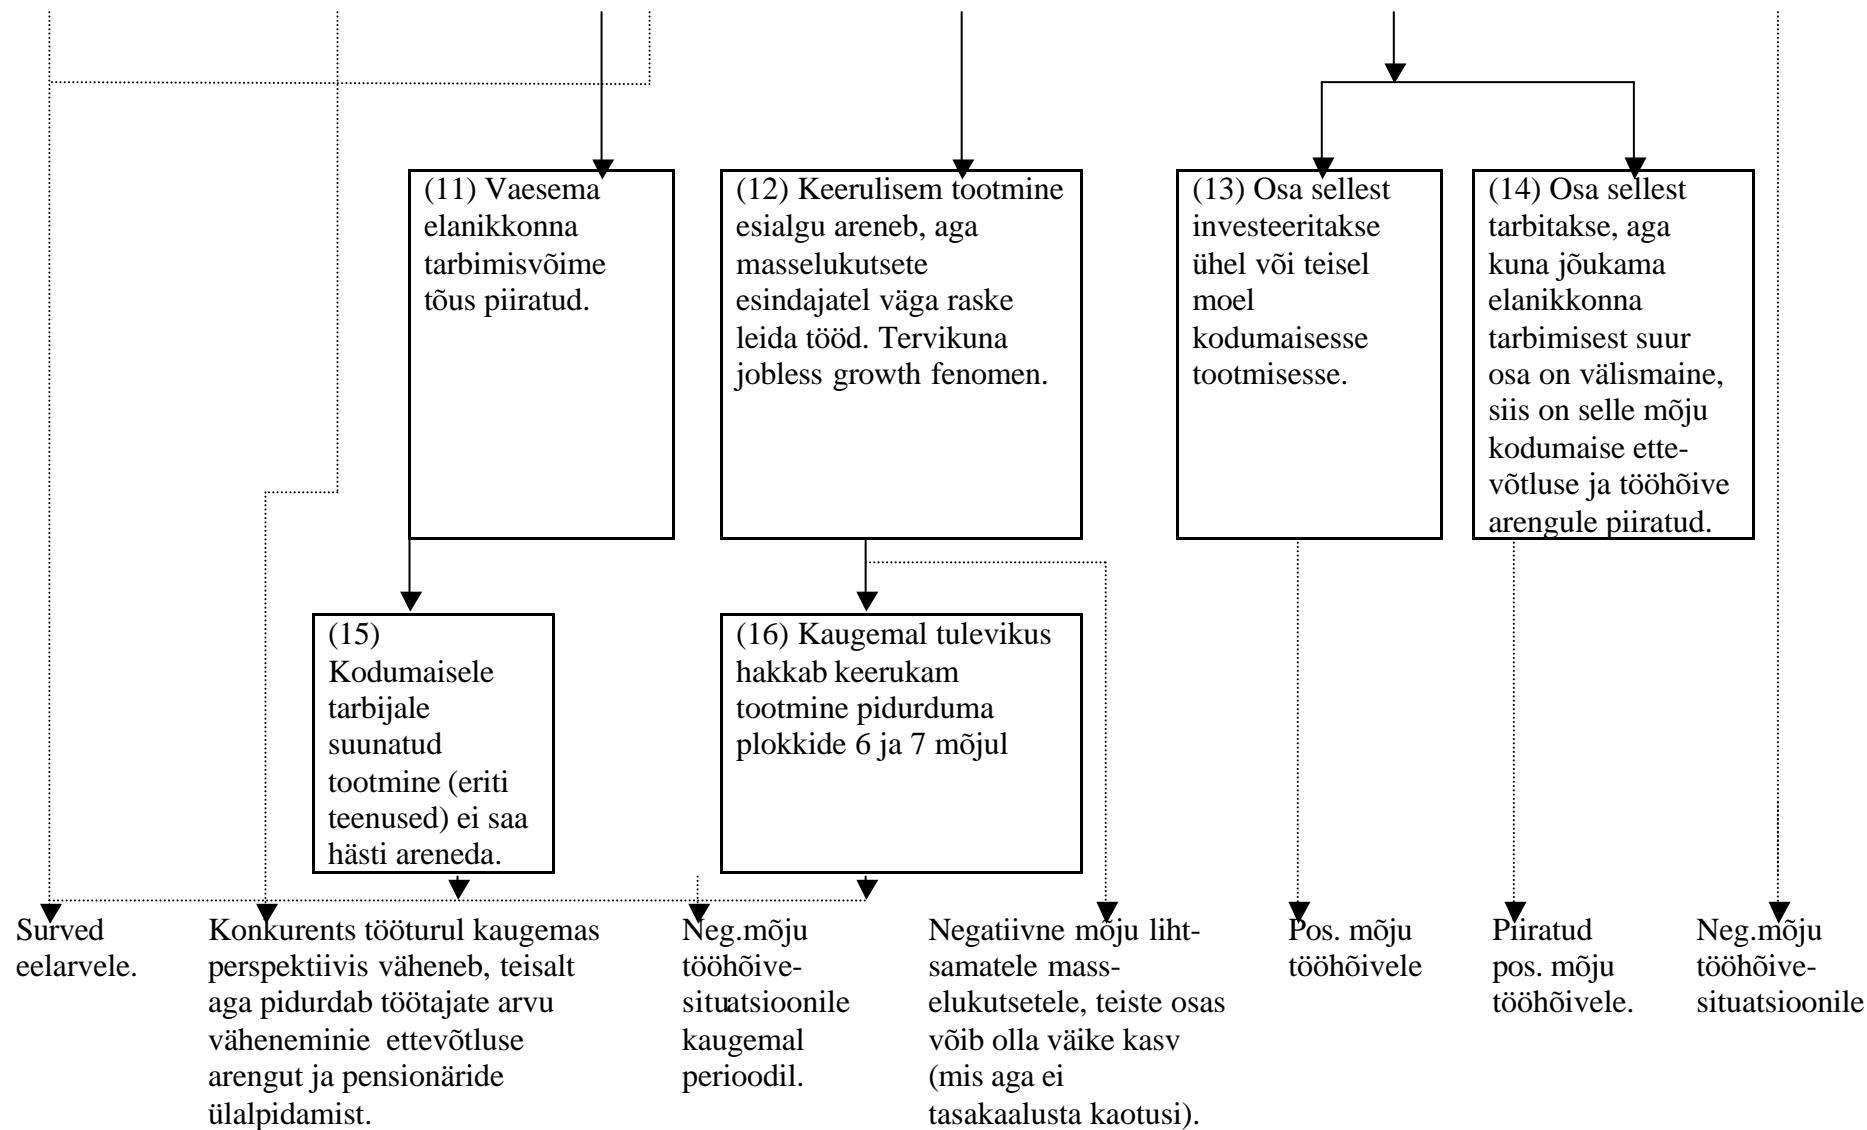 (11) Vaesema
elanikkonna
tarbimisvõime
tõus piiratud.
(12) Keerulisem tootmine
esialgu areneb, aga
masselukutsete
esindajatel väga raske
leida tööd. Tervikuna
jobless growth fenomen.
(13) Osa sellest
investeeritakse
ühel või teisel
moel
kodumaisesse
tootmisesse.
(14) Osa sellest
tarbitakse, aga
kuna jõukama
elanikkonna
tarbimisest suur
osa on välismaine,
siis on selle mõju
kodumaise ette-
võtluse ja tööhõive
arengule piiratud.
(15)
Kodumaisele
tarbijale
suunatud
tootmine (eriti
teenused) ei saa
hästi areneda.
(16) Kaugemal tulevikus
hakkab keerukam
tootmine pidurduma
plokkide 6 ja 7 mõjul
Surved
eelarvele.
Konkurents tööturul kaugemas
perspektiivis väheneb, teisalt
aga pidurdab töötajate arvu
väheneminie ettevõtluse
arengut ja pensionäride
ülalpidamist.
Neg.mõju
tööhõive-
situatsioonile
kaugemal
perioodil.
Negatiivne mõju liht-
samatele mass-
elukutsetele, teiste osas
võib olla väike kasv
(mis aga ei
tasakaalusta kaotusi).
Pos. mõju
tööhõivele
Piiratud
pos. mõju
tööhõivele.
Neg.mõju
tööhõive-
situatsioonile